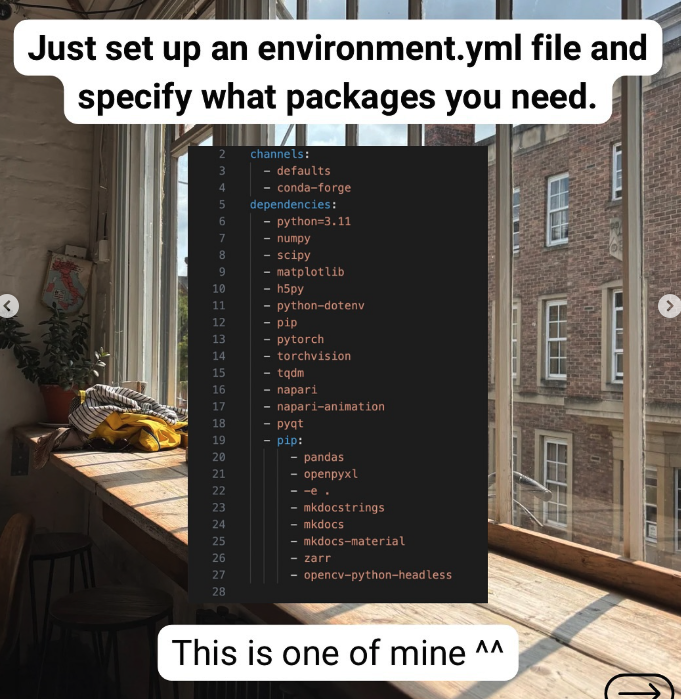 Just set up an environment.yml file and
specify what packages you need.
2 channels:
3 - defaults
4 - conda-forge
5 dependencies:
6 - python=3.11
7 - numpy
8 - scipy
9 - matplotlib
10 - h5py
11 - python-dotenv
12 - pip
13 - pytorch
14 - torchvision
15 - tqdm
16 - napari
17 - napari-animation
18 - pyqt
19 - pip:
20 - pandas
21 - openpyxl
22 - -e .
23 - mkdocstrings
24 - mkdocs
25 - mkdocs-material
26 - zarr
27 - opencv-python-headless
28
This is one of mine ^^